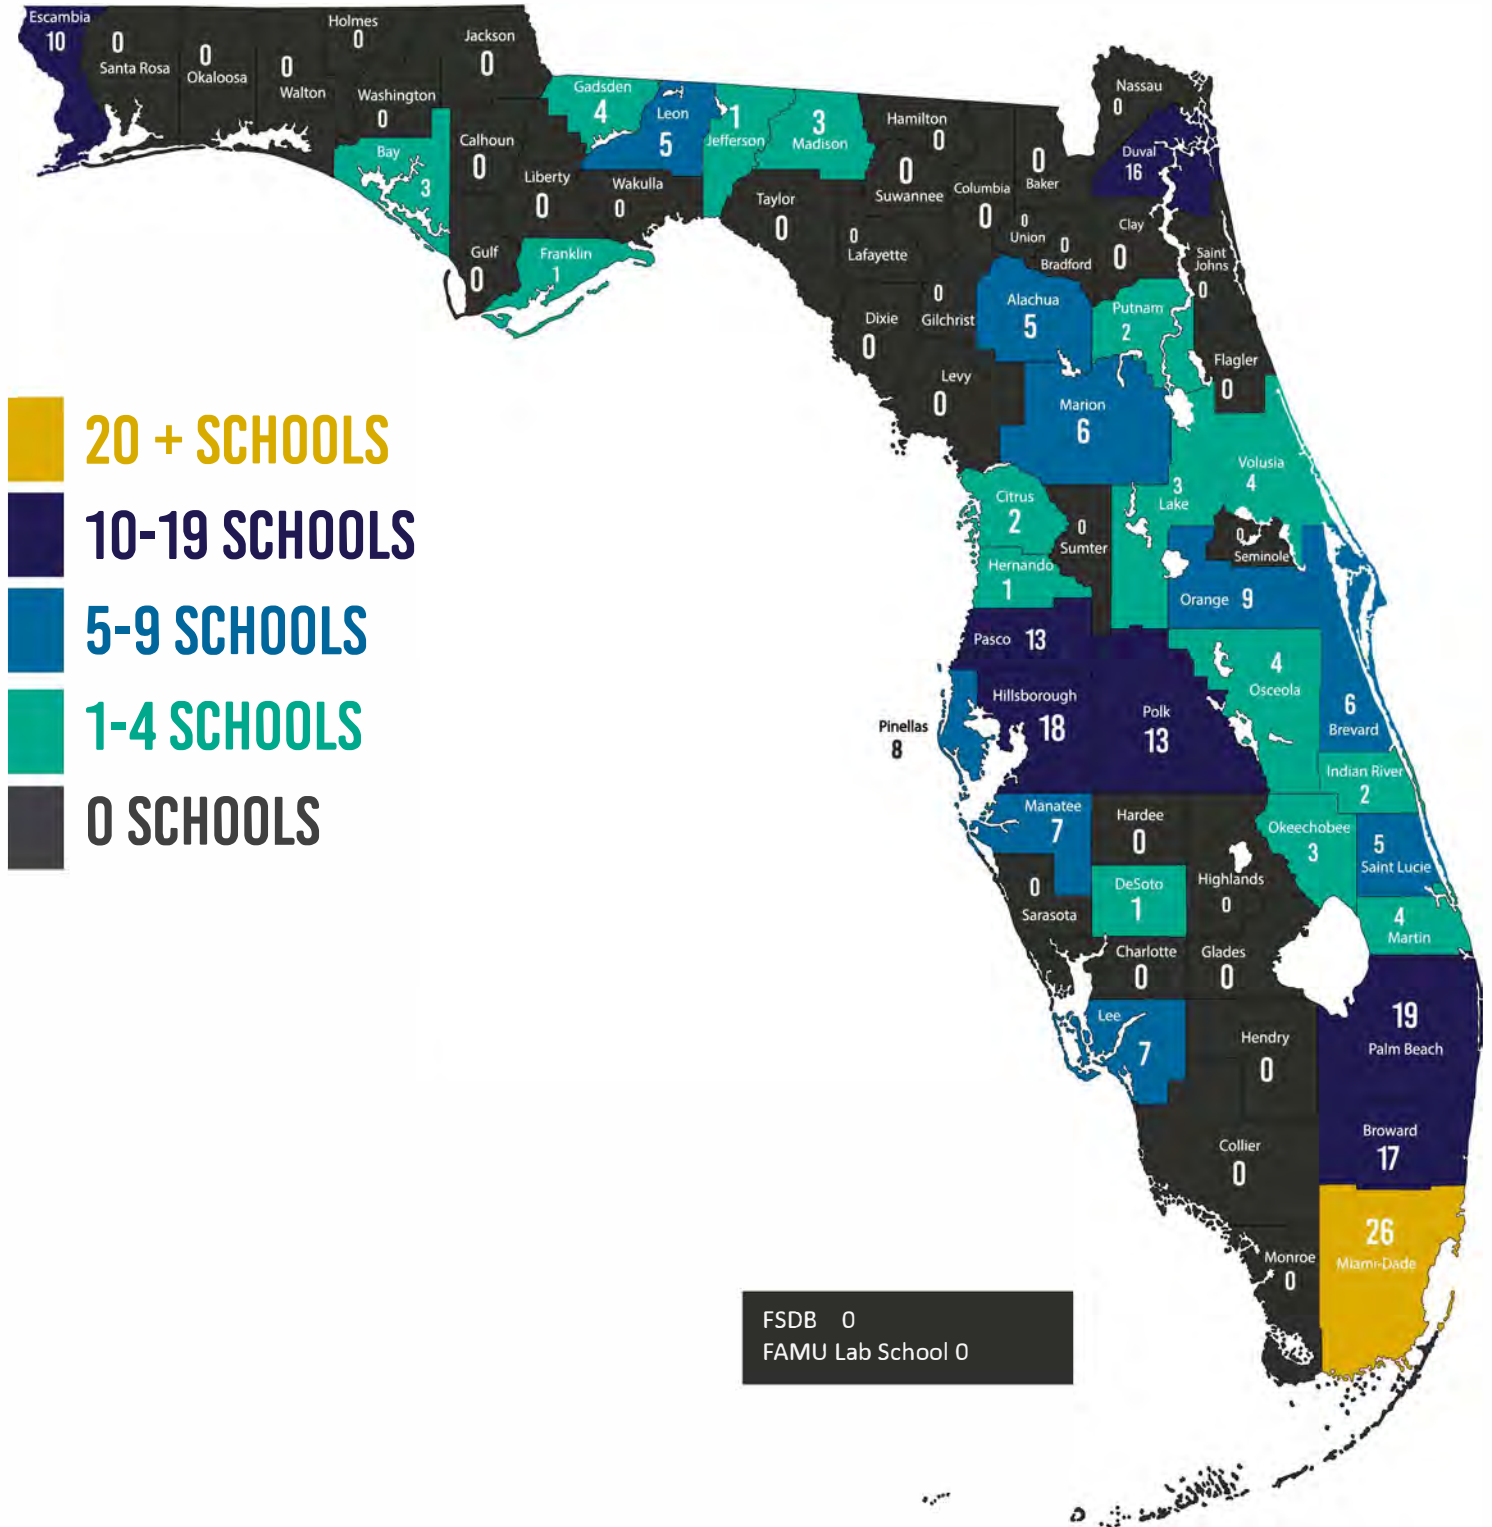 Escambia
10
0
Santa Rosa
0
Okaloosa
0
Walton
Holmes
0
Washington
0
Jackson
0
Bay
3
Calhoun
0
Gulf
0
Liberty
0
Franklin
1
Gadsden
4
Leon
5
Wakulla
0
1
Jefferson
3
Madison
Taylor
0
Hamilton
0
0
Suwannee
0
Lafayette
Dixie
0
0
Gilchrist
Columbia
0
0
Baker
0
Union
0
Bradford
Nassau
0
Duval
16
Clay
0
Saint
Johns
0
Alachua
5
Putnam
2
Flagler
0
Levy
0
Marion
6
Volusia
4
3
Lake
Citrus
2
0
Sumter
0
Seminole
Hernando
1
Orange 9
Pasco 13
4
Osceola
Hillsborough
18
Polk
13
6
Brevard
Pinellas
8
Indian River
2
Manatee
7
Hardee
0
Okeechobee
3
5
Saint Lucie
0
Sarasota
DeSoto
1
Highlands
0
4
Martin
Charlotte
0
Glades
0
Lee
7
Hendry
0
19
Palm Beach
Collier
0
Broward
17
26
Miami-Dade
Monroe
0
20 + SCHOOLS
10-19 SCHOOLS
5-9 SCHOOLS
1-4 SCHOOLS
0 SCHOOLS
FSDB 0
FAMU Lab School 0